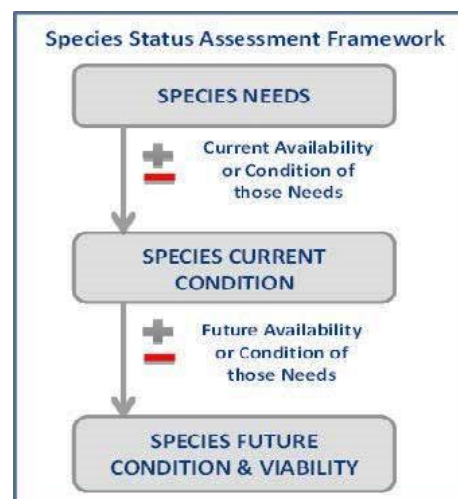 Species Status Assessment Framework
SPECIES NEEDS
Current Availability
or Condition of
those Needs
SPECIES CURRENT
CONDITION
Future Availability
or Condition of
those Needs
SPECIES FUTURE
CONDITION & VIABILITY